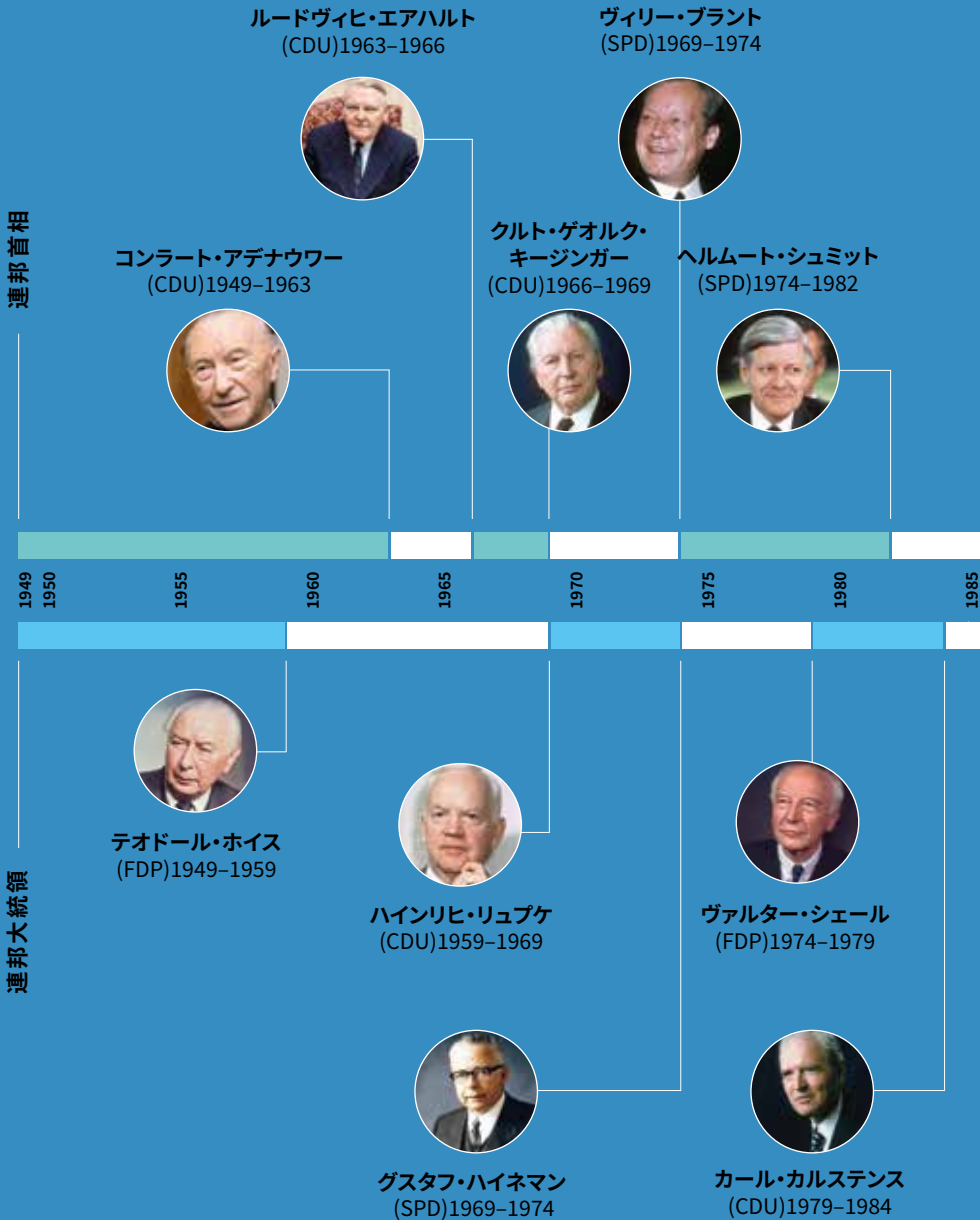 ルードヴィヒ・エアハルト
(CDU)1963–1966
ヴィリー・ブラント
(SPD)1969–1974
連邦首相
コンラート・アデナウワー
(CDU)1949–1963
クルト・ゲオルク・
キージンガー
(CDU)1966–1969
ヘルムート・シュミット
(SPD)1974–1982
1949
1950
1955
1960
1965
1970
1975
1980
1985
連邦大統領
テオドール・ホイス
(FDP)1949–1959
ハインリヒ・リュプケ
(CDU)1959–1969
ヴァルター・シェール
(FDP)1974–1979
グスタフ・ハイネマン
(SPD)1969–1974
カール・カルステンス
(CDU)1979–1984